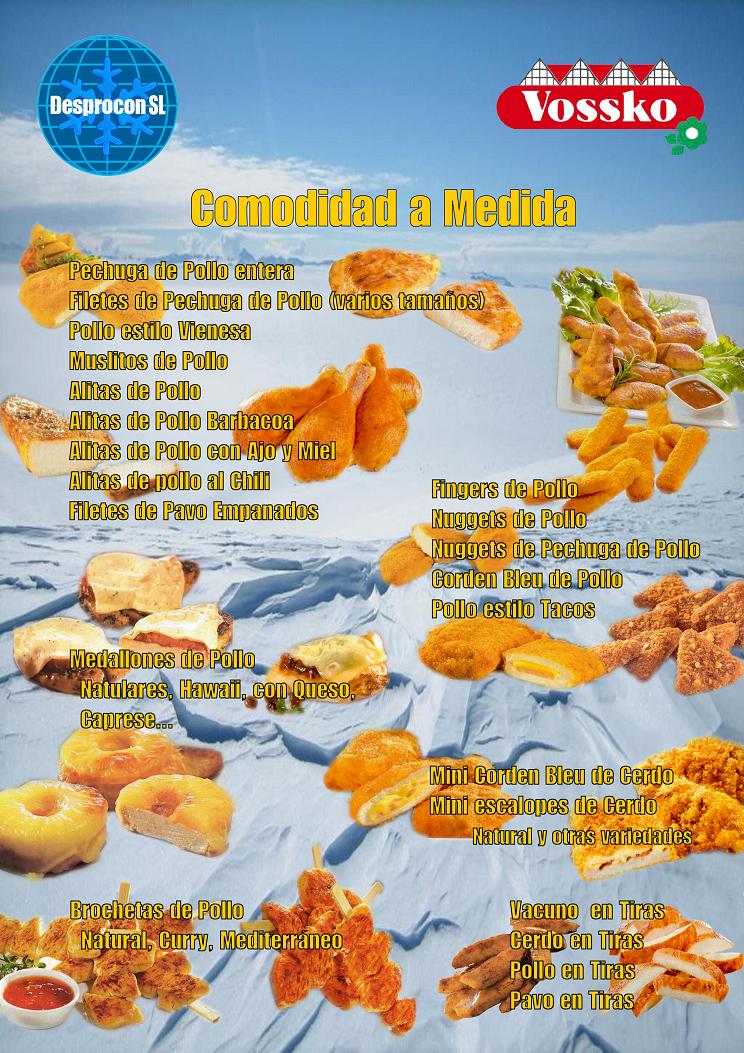 Desprocon SL
Vossko
Comodidad a Medida
Pechuga de Pollo entera
Filetes de Pechuga de Pollo (varios tamaños)
Pollo estilo Vienesa
Muslitos de Pollo
Alitas de Pollo
Alitas de Pollo Barbacoa
Alitas de Pollo con Ajo y Miel
Alitas de pollo al Chili
Filetes de Pavo Empanados
Fingers de Pollo
Nuggets de Pollo
Nuggets de Pechuga de Pollo
Corden Bleu de Pollo
Pollo estilo Tacos
Medallones de Pollo
Natulares, Hawaii, con Queso,
Caprese...
Mini Corden Bleu de Cerdo
Mini escalopes de Cerdo
Natural y otras variedades
Brochetas de Pollo
Natural, Curry, Mediterráneo
Vacuno en Tiras
Cerdo en Tiras
Pollo en Tiras
Pavo en Tiras